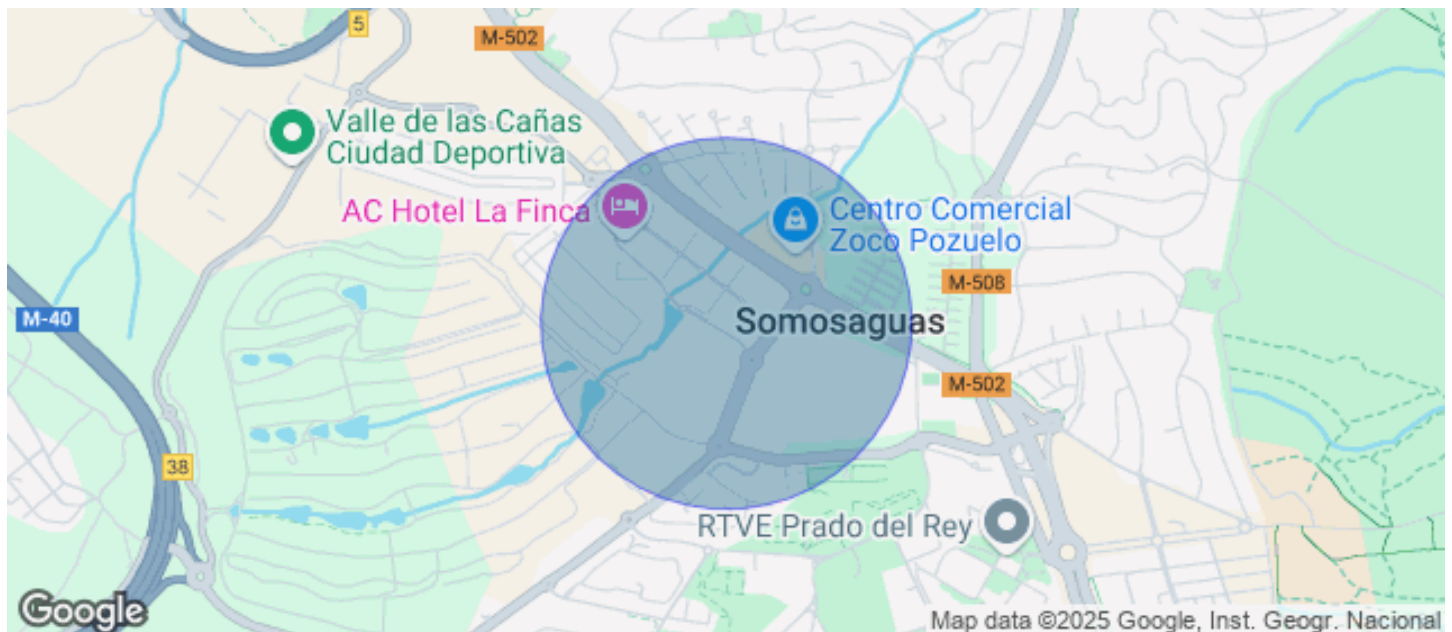 5
M-502
Valle de las Cañas
Ciudad Deportiva
AC Hotel La Finca
Centro Comercial
Zoco Pozuelo
M-508
M-40
Somosaguas
M-502
38
RTVE Prado del Rey
Google
Map data ©2025 Google, Inst. Geogr. Nacional